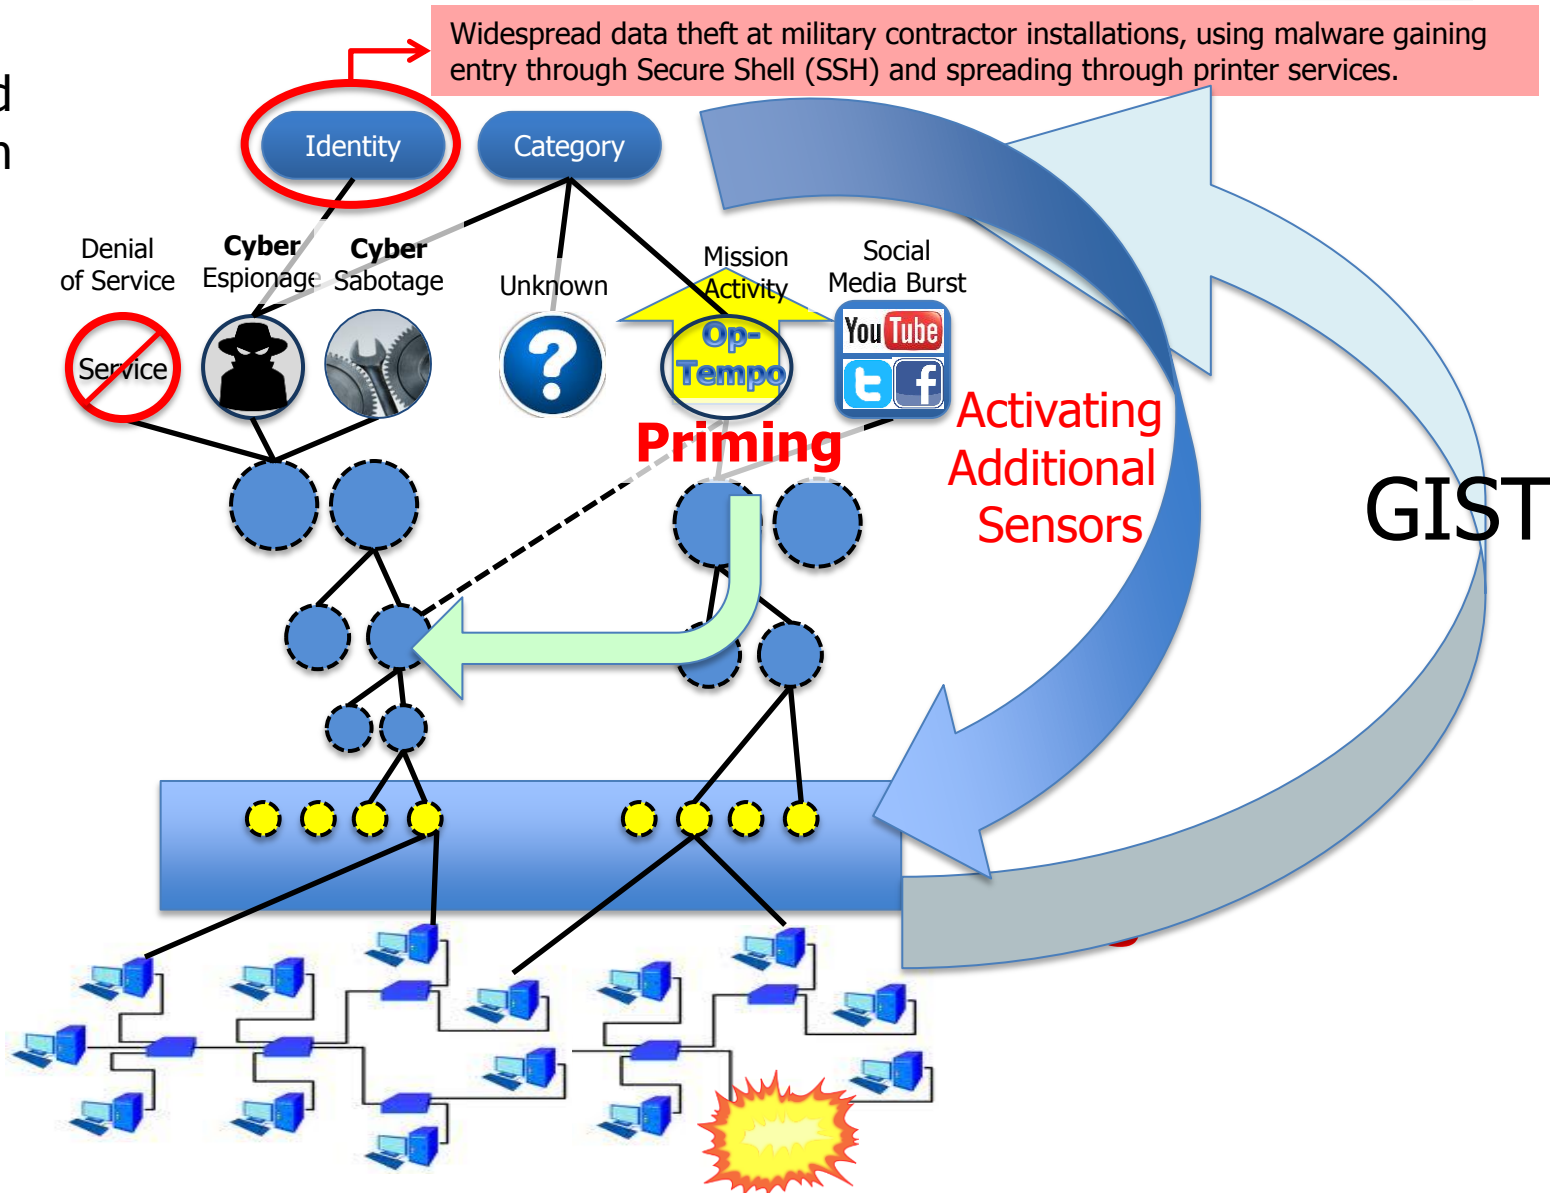 Widespread data theft at military contractor installations, using malware gaining
entry through Secure Shell (SSH) and spreading through printer services.
d
n
Identity
Category
Denial
of Service
Cyber
Espionage
Cyber
Sabotage
Unknown
Mission
Activity
Social
Media Burst
Service
?
Op-
Tempo
You Tube
t f
Priming
Activating
Additional
Sensors
GIST